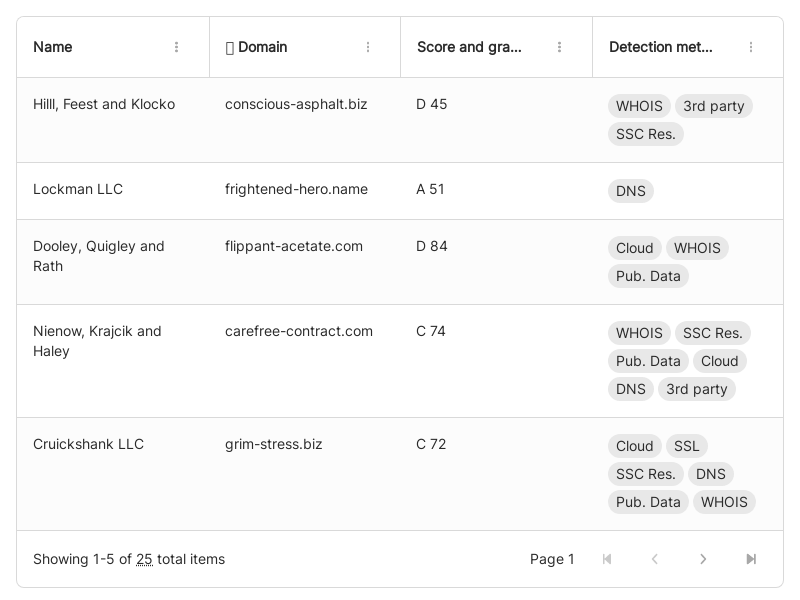 Name Domain Score and gra... Detection met...
Hilll, Feest and Klocko conscious-asphalt.biz D 45 WHOIS 3rd party
SSC Res.
Lockman LLC frightened-hero.name A 51 DNS
Dooley, Quigley and flippant-acetate.com D 84 Cloud WHOIS
Rath Pub. Data
Nienow, Krajcik and carefree-contract.com C 74 WHOIS SSC Res.
Haley Pub. Data Cloud
DNS 3rd party
Cruickshank LLC grim-stress.biz C 72 Cloud SSL
SSC Res. DNS
Pub. Data WHOIS
Showing 1-5 of 25 total items Page 1